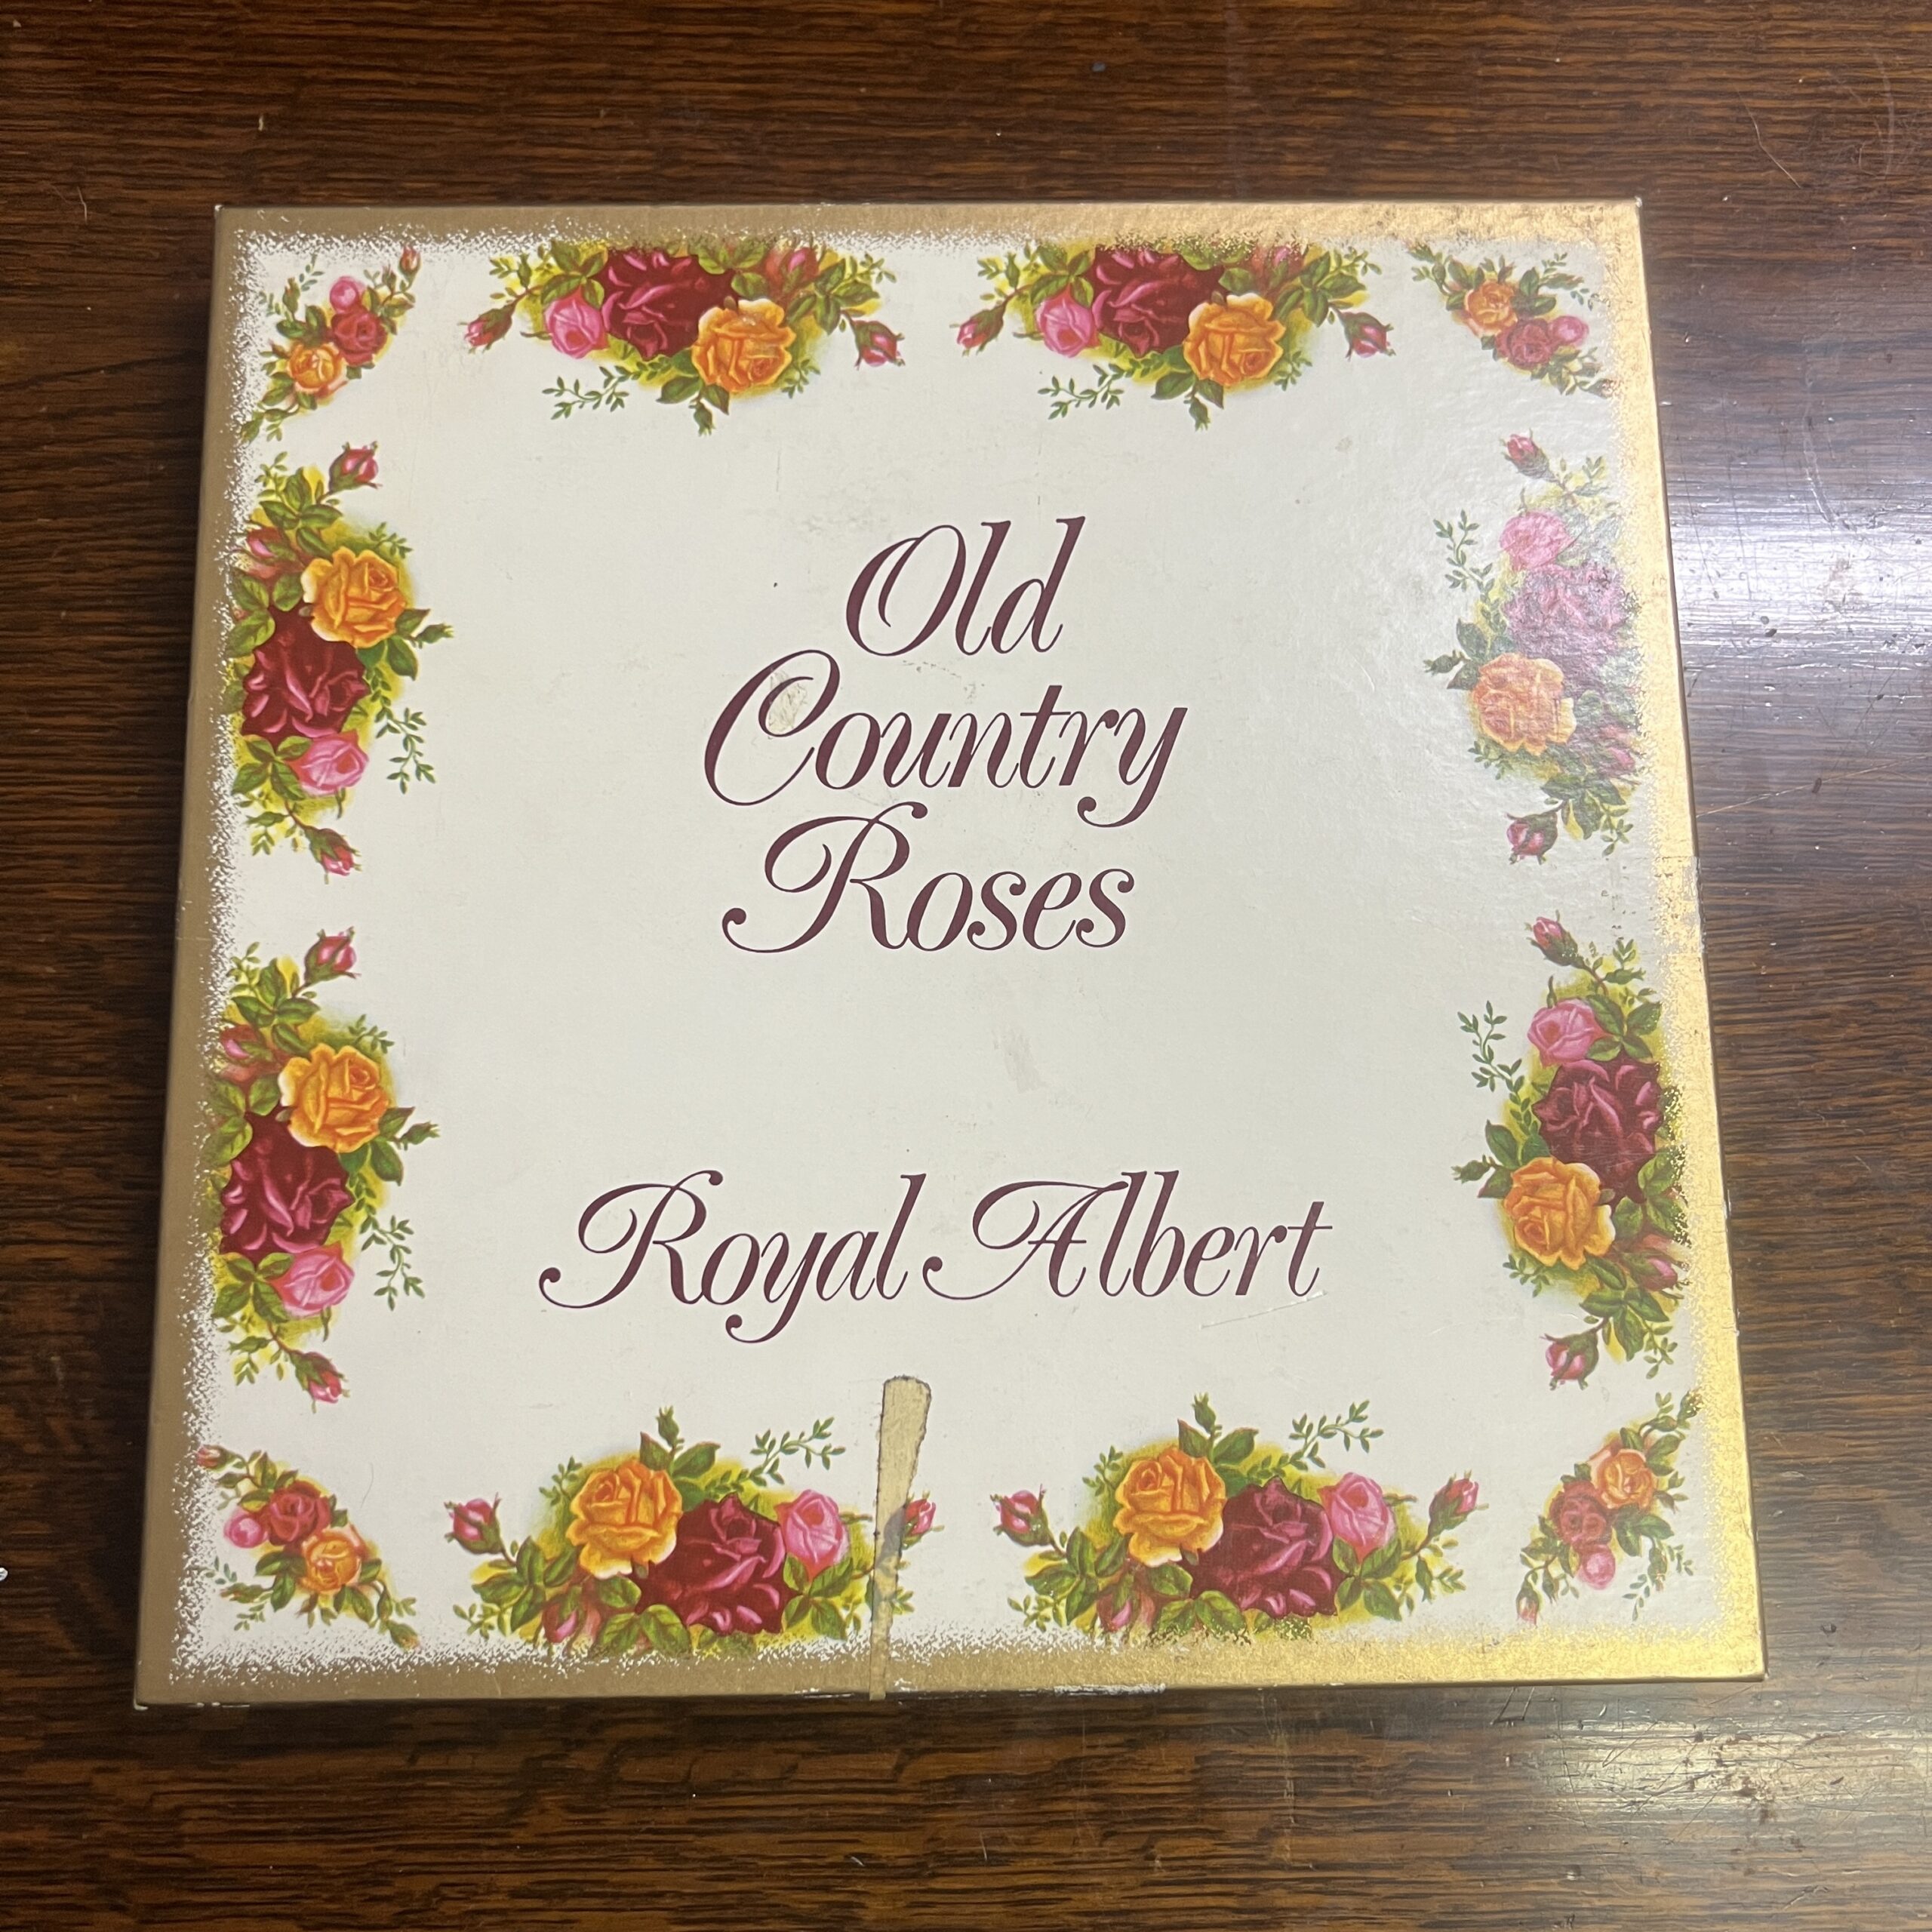 Old
Country
Roses
Royal Albert